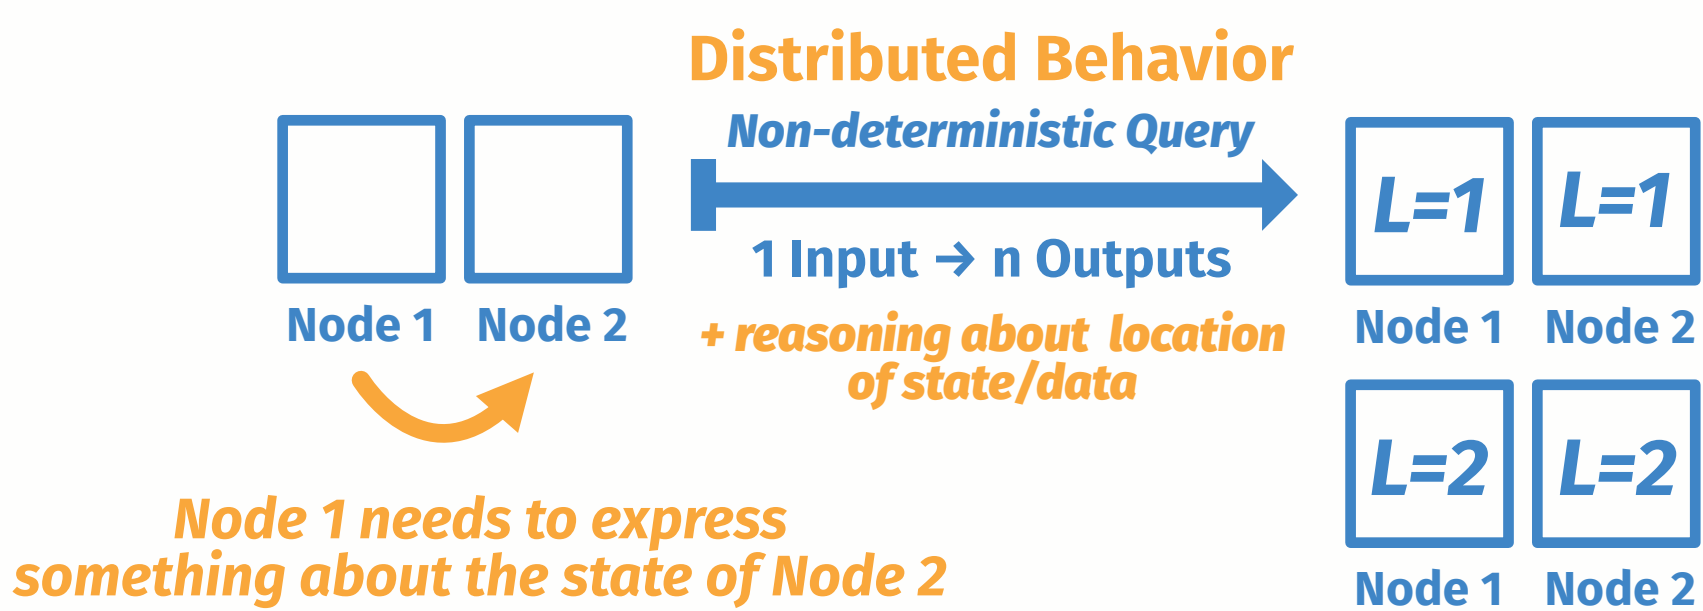 Distributed Behavior
Non-deterministic Query
1 Input → n Outputs
+ reasoning about location
of state/data
Node 1 Node 2
Node 1 needs to express
something about the state of Node 2
L=1 L=1
Node 1 Node 2
L=2 L=2
Node 1 Node 2